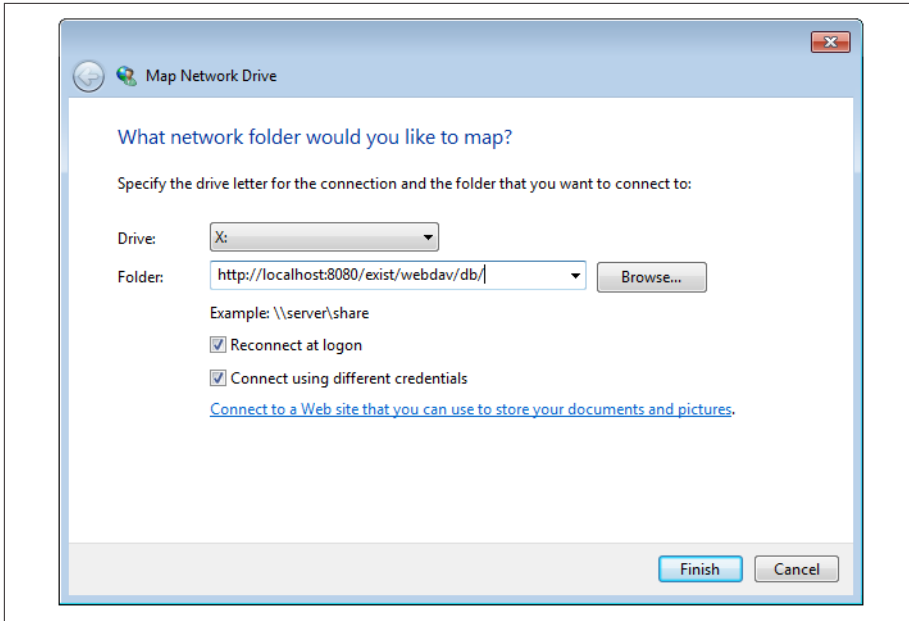 Map Network Drive
What network folder would you like to map?
Specify the drive letter for the connection and the folder that you want to connect to:
Drive: X:
Folder: http://localhost:8080/exist/webdav/db/ Browse...
Example: \\server\share
Reconnect at logon
Connect using different credentials
Connect to a Web site that you can use to store your documents and pictures.
Finish Cancel